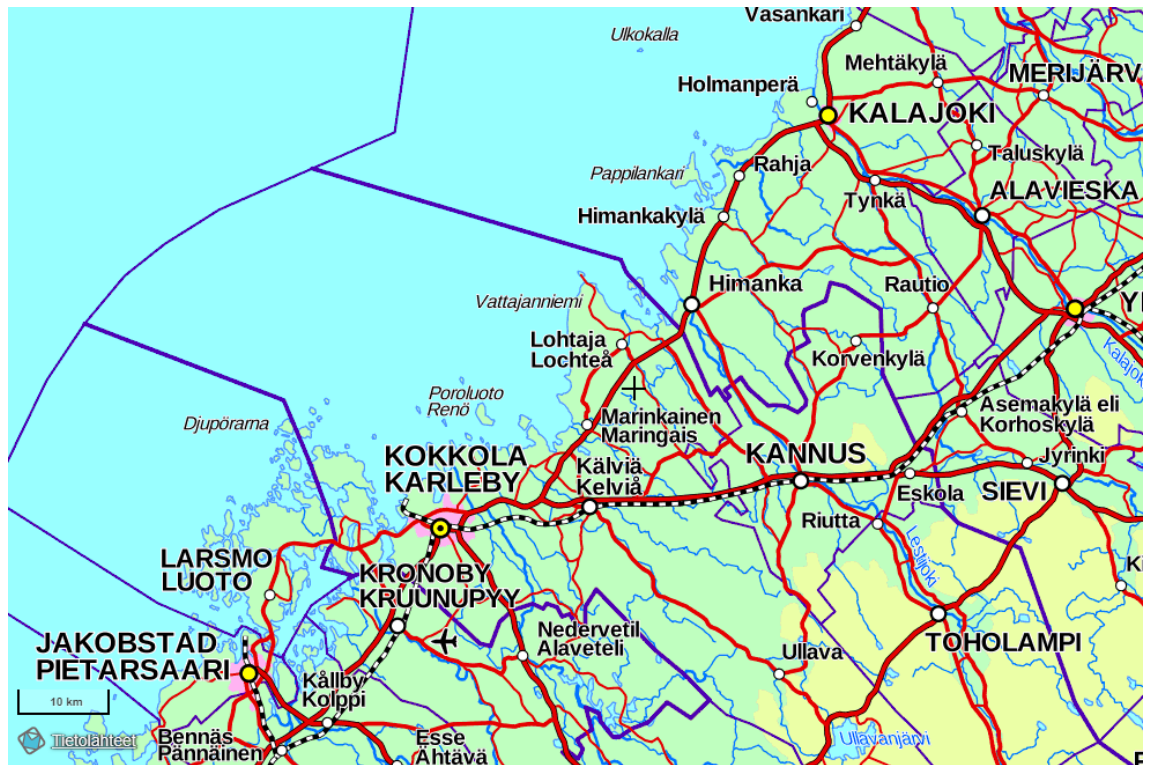 Vasankari
Ulkokalla
Mehtäkylä
MERIJÄRV
Holmanperä
KALAJOKI
Taluskylä
Rahja
Pappilankari
ALAVIESKA
Tynkä
Himankakylä
Himanka
Rautio
Vattajanniemi
Lohtaja
Lochteå
Korvenkylä
Kalajok
Poroluoto
Renö
Djupörarna
Asemakylä eli
Korhoskylä
Marinkainen
Maringais
KOKKOLA
KARLEBY
KANNUS
Kälviä
Kelviå
Jyrinki
SIEVI
Eskola
Riutta
Lestijoki
LARSMO
LUOTO
KRONOBY
KRUUNUPYY
Nedervetil
Alaveteli
JAKOBSTAD
PIETARSAARI
Ullava
TOHOLAMPI
Kållby
Kolppi
10 km
Tietolähteet
Bennäs
Pännäinen
Esse
Ähtävä
Ullavanjärvi